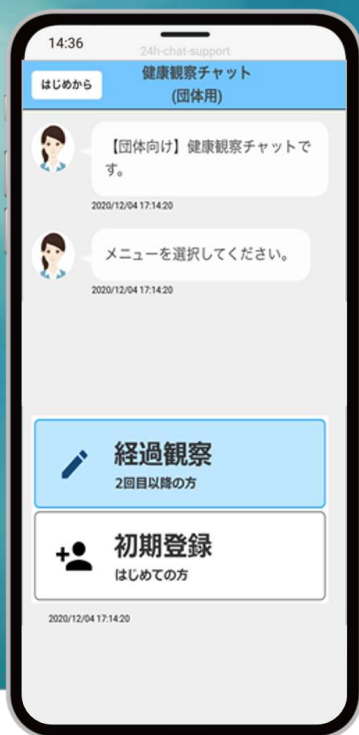 14:36
24h-chat-support
はじめから
健康観察チャット
(団体用)
【団体向け】健康観察チャットで
す。
2020/12/04 17:14:20
メニューを選択してください。
2020/12/04 17:14:20
経過観察
2回目以降の方
初期登録
はじめての方
2020/12/04 17:14:20